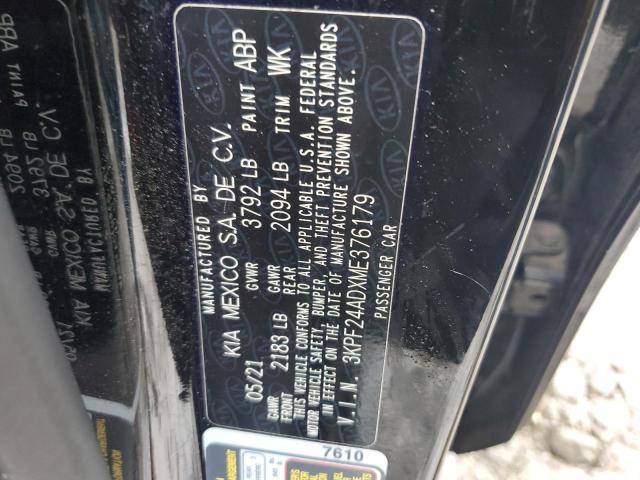 MANUFACTURED BY
KIA MEXICO S.A. DE C.V.
05/21 GVWR 3792 LB PAINT ABP
GAWR FRONT 2183 LB GAWR REAR 2094 LB TRIM WK
THIS VEHICLE CONFORMS TO ALL APPLICABLE U.S.A. FEDERAL
MOTOR VEHICLE SAFETY, BUMPER, AND THEFT PREVENTION STANDARDS
IN EFFECT ON THE DATE OF MANUFACTURE SHOWN ABOVE.
V.I.N. 3KPF24ADXME376179
PASSENGER CAR
7610